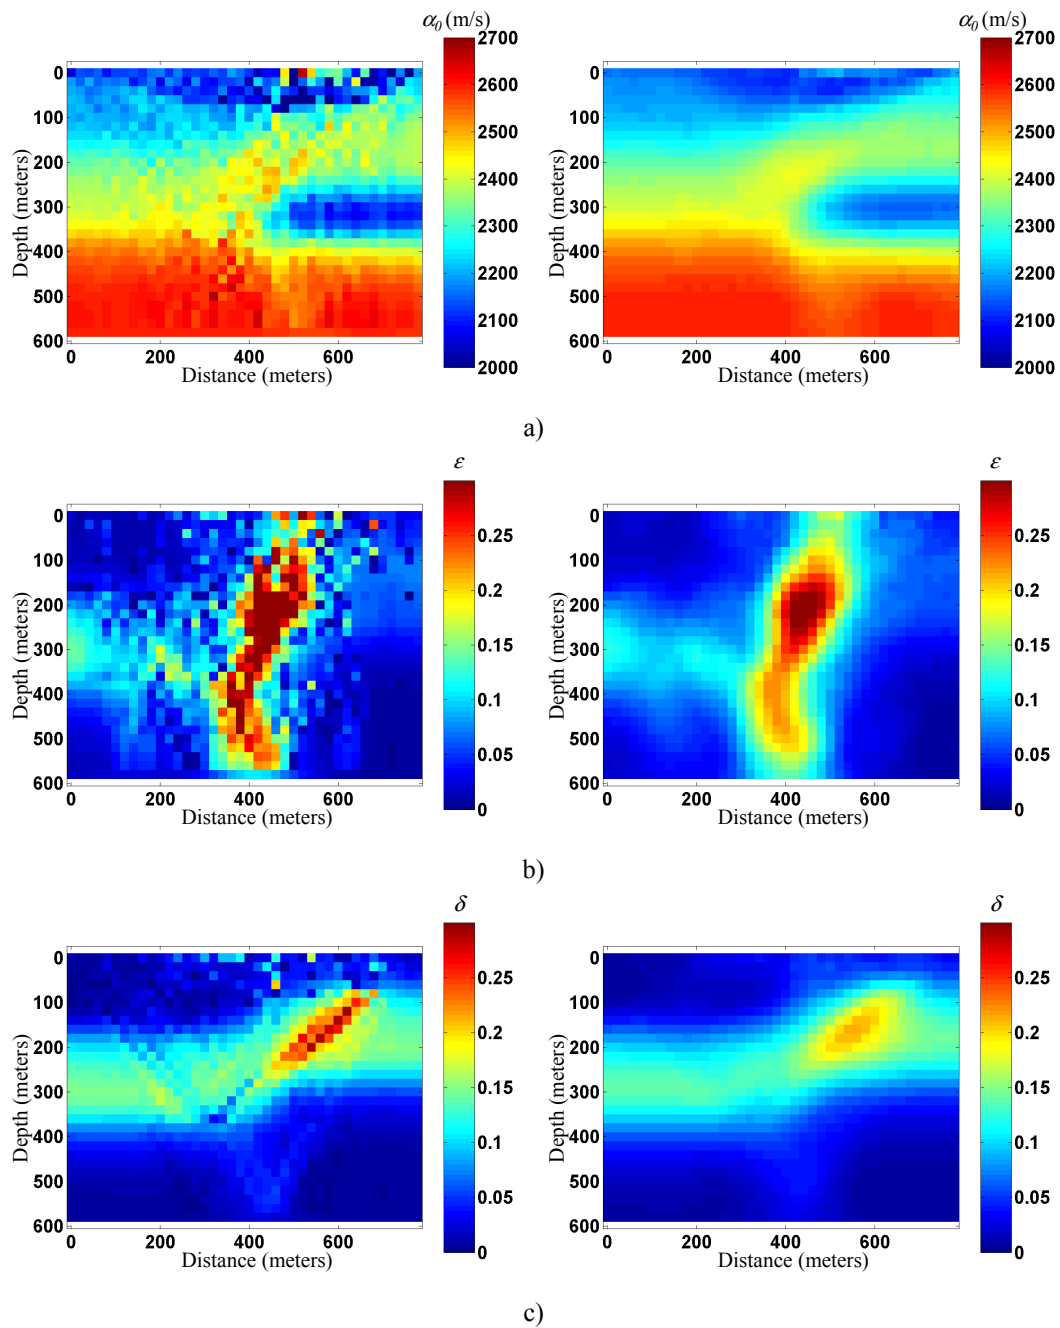 α0 (m/s) α0 (m/s)
2700 2700
0 0
2600 2600
100 100
2500 2500
200 200
2400 2400
300 300
2300 2300
400 400
2200 2200
500 500
2100 2100
600 600
2000 2000
0 200 400 600 0 200 400 600
Depth (meters) Depth (meters)
Distance (meters) Distance (meters)
a)
ε ε
0 0
0.25 0.25
100 100
0.2 0.2
200 200
0.15 0.15
300 300
400 400
0.1 0.1
500 500
0.05 0.05
600 600
0 0
0 200 400 600 0 200 400 600
Depth (meters) Depth (meters)
Distance (meters) Distance (meters)
b)
δ δ
0 0
0.25 0.25
100 100
0.2 0.2
200 200
0.15 0.15
300 300
400 400
0.1 0.1
500 500
0.05 0.05
600 600
0 0
0 200 400 600 0 200 400 600
Depth (meters) Depth (meters)
Distance (meters) Distance (meters)
c)